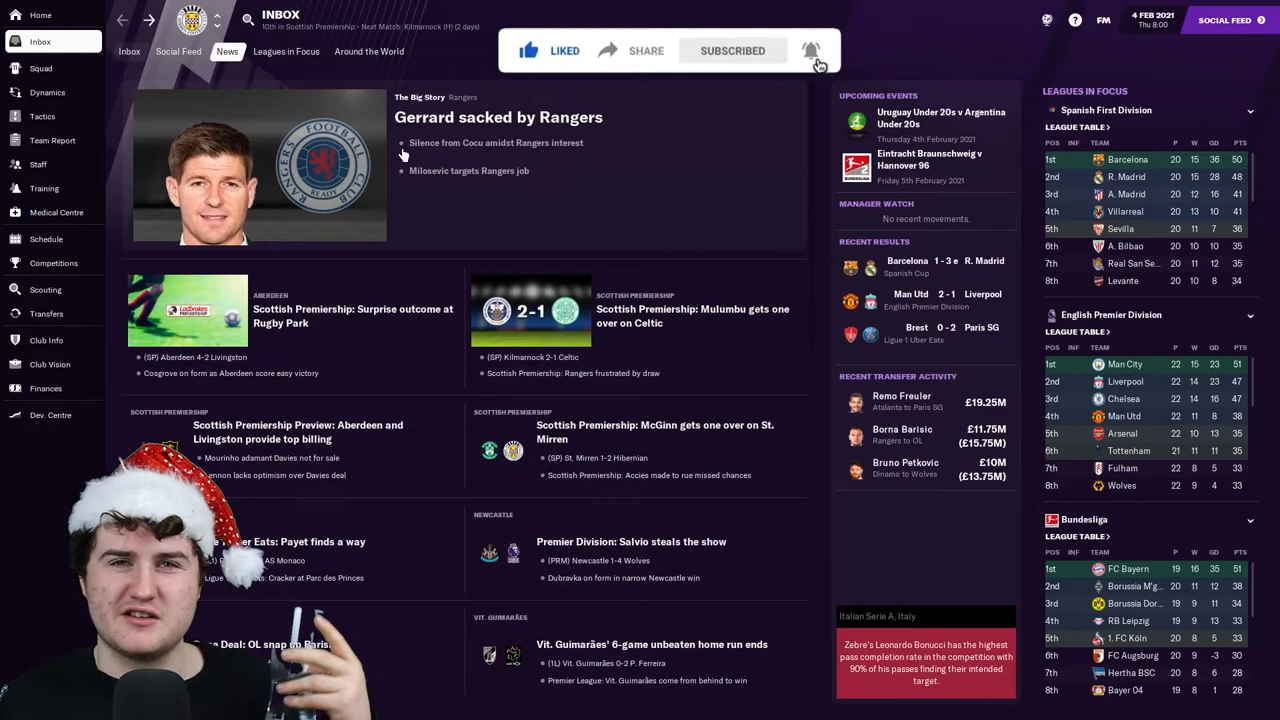 INBOX
10th in Scottish Premiership - Next Match: Kilmarnock (H) (2 days)
FM
4 FEB 2021
Thu 8:00
SOCIAL FEED
LIKED
SHARE
SUBSCRIBED
Home
Inbox
Squad
Dynamics
Tactics
Team Report
Staff
Training
Medical Centre
Schedule
Competitions
Scouting
Transfers
Club Info
Club Vision
Finances
Dev. Centre
Inbox
Social Feed
News
Leagues in Focus
Around the World
RANGERS
FOOTBALL
CLUB
READY
The Big Story Rangers
Gerrard sacked by Rangers
Silence from Cocu amidst Rangers interest
Milosevic targets Rangers job
Ladbrokes
ABERDEEN
Scottish Premiership: Surprise outcome at
Rugby Park
(SP) Aberdeen 4-2 Livingston
Cosgrove on form as Aberdeen score easy victory
2-1
SCOTTISH PREMIERSHIP
Scottish Premiership: Mulumbu gets one
over on Celtic
(SP) Kilmarnock 2-1 Celtic
Scottish Premiership: Rangers frustrated by draw
SCOTTISH PREMIERSHIP
Scottish Premiership Preview: Aberdeen and
Livingston provide top billing
Mourinho adamant Davies not for sale
ennon lacks optimism over Davies deal
SCOTTISH PREMIERSHIP
Scottish Premiership: McGinn gets one over on St.
Mirren
(SP) St. Mirren 1-2 Hibernian
Scottish Premiership: Accies made to rue missed chances
Eats: Payet finds a way
AS Monaco
Cracker at Parc des Princes
NEWCASTLE
Premier Division: Salvio steals the show
(PRM) Newcastle 1-4 Wolves
Dubravka on form in narrow Newcastle win
Deal: OL snap up
VIT. GUIMARÃES
Vit. Guimarães' 6-game unbeaten home run ends
(1L) Vit. Guimarães 0-2 P. Ferreira
Premier League: Vit. Guimarães come from behind to win
UPCOMING EVENTS
Uruguay Under 20s v Argentina
Under 20s
Thursday 4th February 2021
Eintracht Braunschweig v
Hannover 96
Friday 5th February 2021
MANAGER WATCH
No recent movements.
RECENT RESULTS
Barcelona 1 - 3 e R. Madrid
Spanish Cup
Man Utd 2 - 1 Liverpool
English Premier Division
Brest 0 - 2 Paris SG
Ligue 1 Uber Eats
RECENT TRANSFER ACTIVITY
Remo Freuler £19.25M
Atalanta to Paris SG
Borna Barisic £11.75M
Rangers to OL (£15.75M)
Bruno Petkovic £10M
Dinamo to Wolves (£13.75M)
Italian Serie A, Italy
Zebre's Leonardo Bonucci has the highest
pass completion rate in the competition with
90% of his passes finding their intended
target.
LEAGUES IN FOCUS
Spanish First Division
LEAGUE TABLE
POS INF TEAM P W GD PTS
1st Barcelona 20 15 36 50
2nd R. Madrid 20 15 28 48
3rd A. Madrid 20 12 16 41
4th Villarreal 20 13 10 41
5th Sevilla 20 11 7 36
6th A. Bilbao 20 10 10 35
7th Real San Se... 20 11 12 35
8th Levante 20 10 8 34
English Premier Division
LEAGUE TABLE
POS INF TEAM P W GD PTS
1st Man City 22 15 23 51
2nd Liverpool 22 14 23 47
3rd Chelsea 22 14 16 47
4th Man Utd 22 11 8 38
5th Arsenal 22 10 13 35
6th Tottenham 21 11 6 35
7th Fulham 22 8 5 33
8th Wolves 22 9 4 33
Bundesliga
LEAGUE TABLE
POS INF TEAM P W GD PTS
1st FC Bayern 19 16 35 51
2nd Borussia M'g... 20 11 12 38
3rd Borussia Dor... 19 9 11 34
4th RB Leipzig 19 9 11 33
5th 1. FC Köln 20 8 5 33
6th FC Augsburg 20 9 -3 30
7th Hertha BSC 20 7 6 28
8th Bayer 04 19 8 1 28